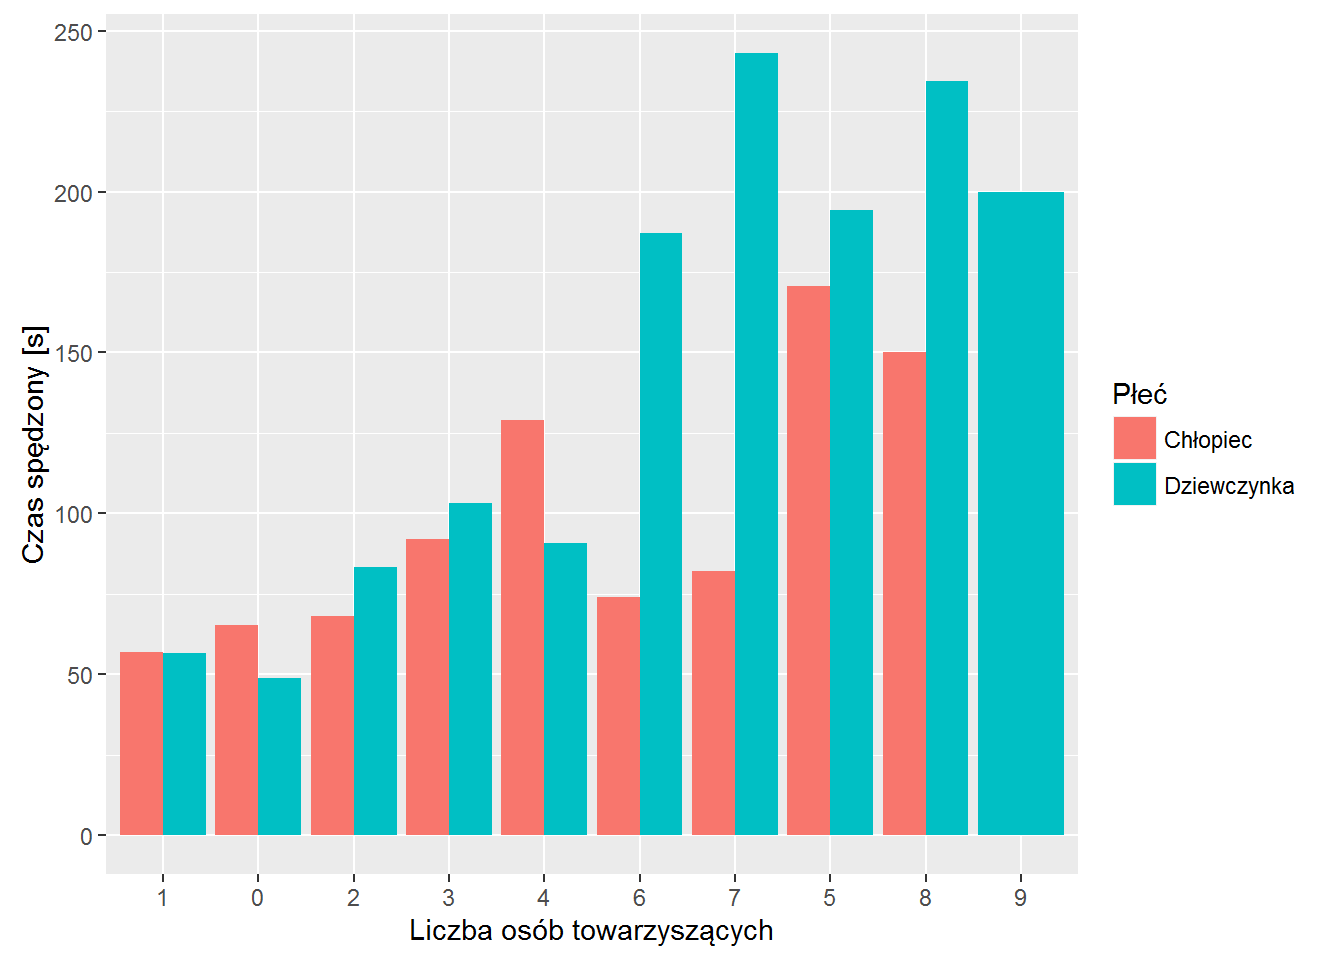 250
200
150
100
50
0
Czas spędzony [s]
1 0 2 3 4 6 7 5 8 9
Liczba osób towarzyszących
Płeć
Chłopiec
Dziewczynka